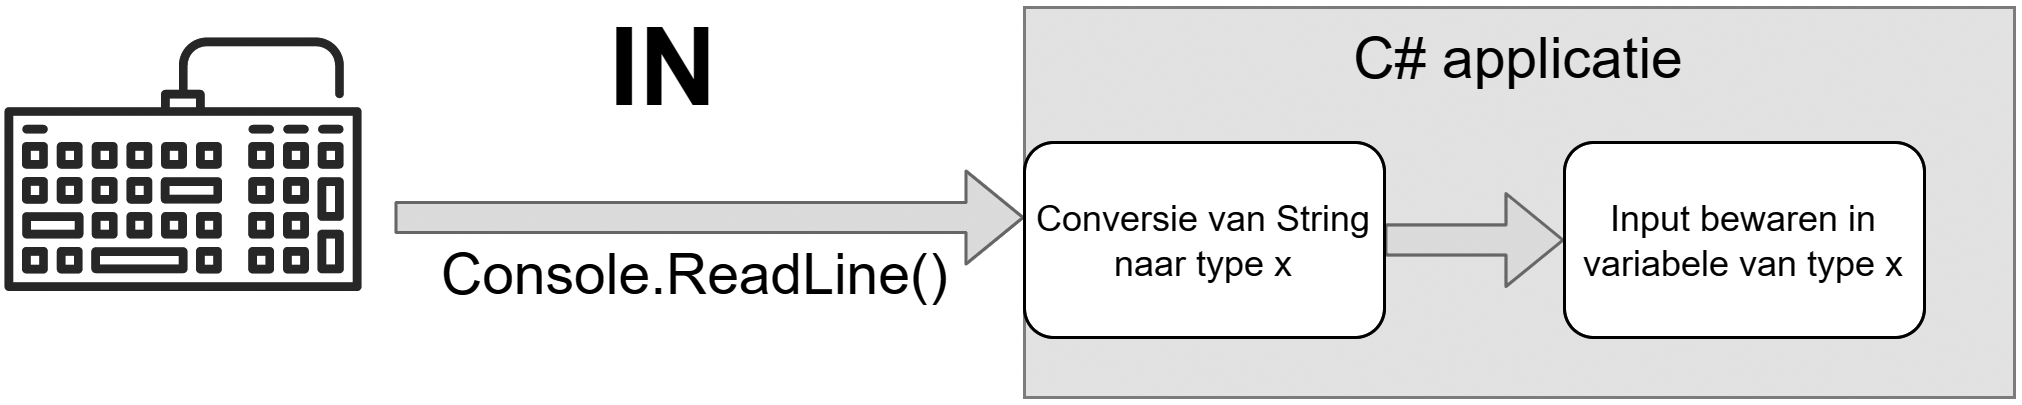 IN
Console.ReadLine()
C# applicatie
Conversie van String
naar type x
Input bewaren in
variabele van type x